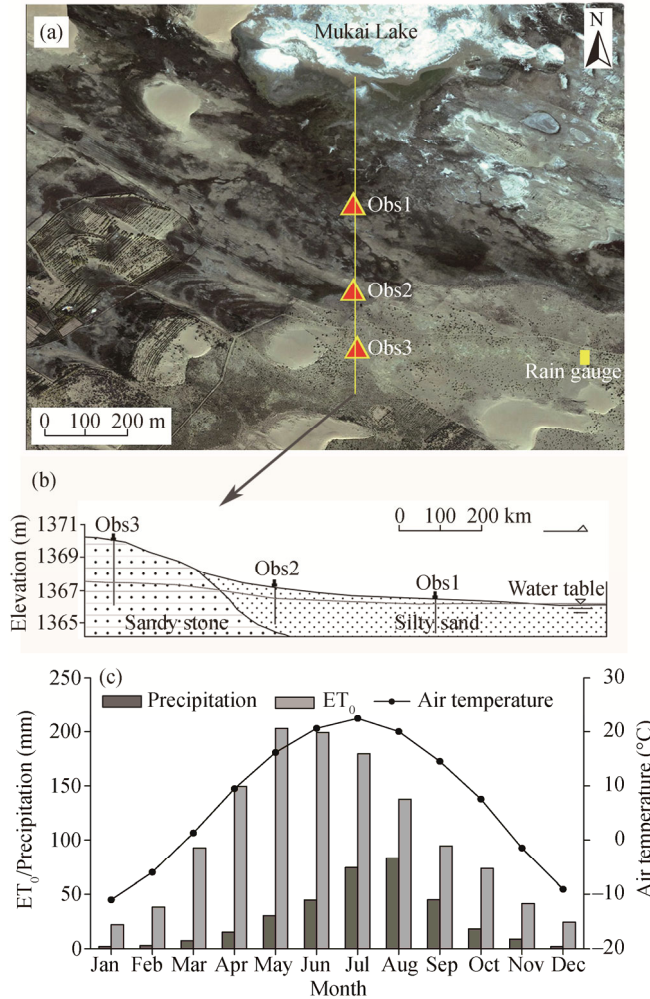 (a)
Mukai Lake
N
Obs1
Obs2
Obs3
Rain gauge
0 100 200 m
(b)
1371
1369
1367
1365
Elevation (m)
Obs3
Obs2
Obs1
0 100 200 km
Water table
Sandy stone
Silty sand
(c)
Precipitation ET0 Air temperature
250
200
150
100
50
0
ET0/Precipitation (mm)
30
20
10
0
–10
–20
Air temperature (°C)
Jan Feb Mar Apr May Jun Jul Aug Sep Oct Nov Dec
Month